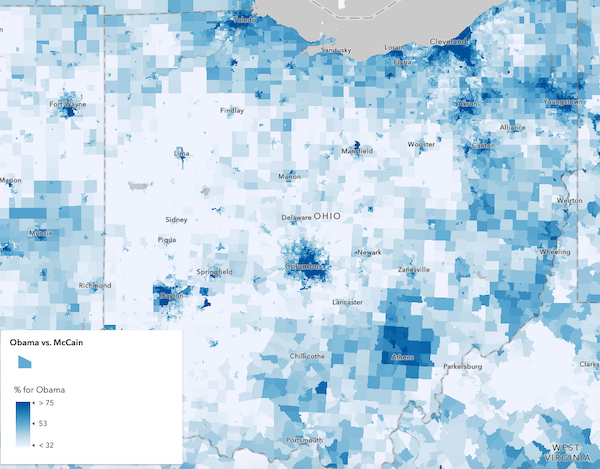 Toledo
Cleveland
Sandusky
Lorain
Elyria
Fort Wayne
Akron
Youngstown
Findlay
Alliance
Canton
Lima
Mansfield
Wooster
Marion
Marion
Weirton
Sidney
Delaware
OHIO
Muncie
Piqua
Newark
Wheeling
Springfield
Columbus
Zanesville
Richmond
Dayton
Lancaster
Obama vs. McCain
Chillicothe
Athens
Parkersburg
Clarks
% for Obama
> 75
53
< 32
Portsmouth
WEST
VIRGINIA